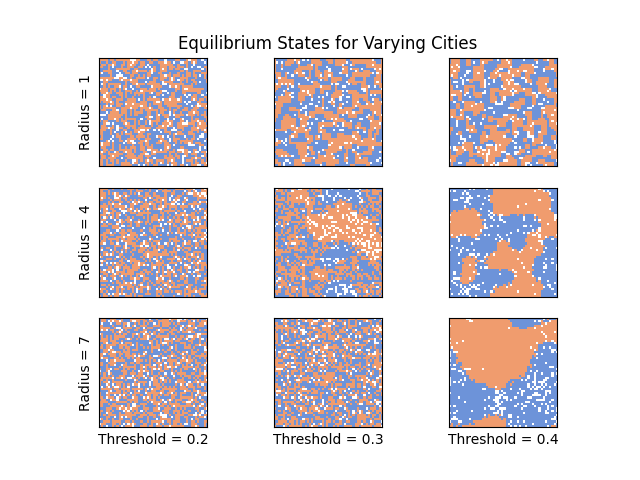 Equilibrium States for Varying Cities
Radius = 1
Radius = 4
Radius = 7
Threshold = 0.2
Threshold = 0.3
Threshold = 0.4